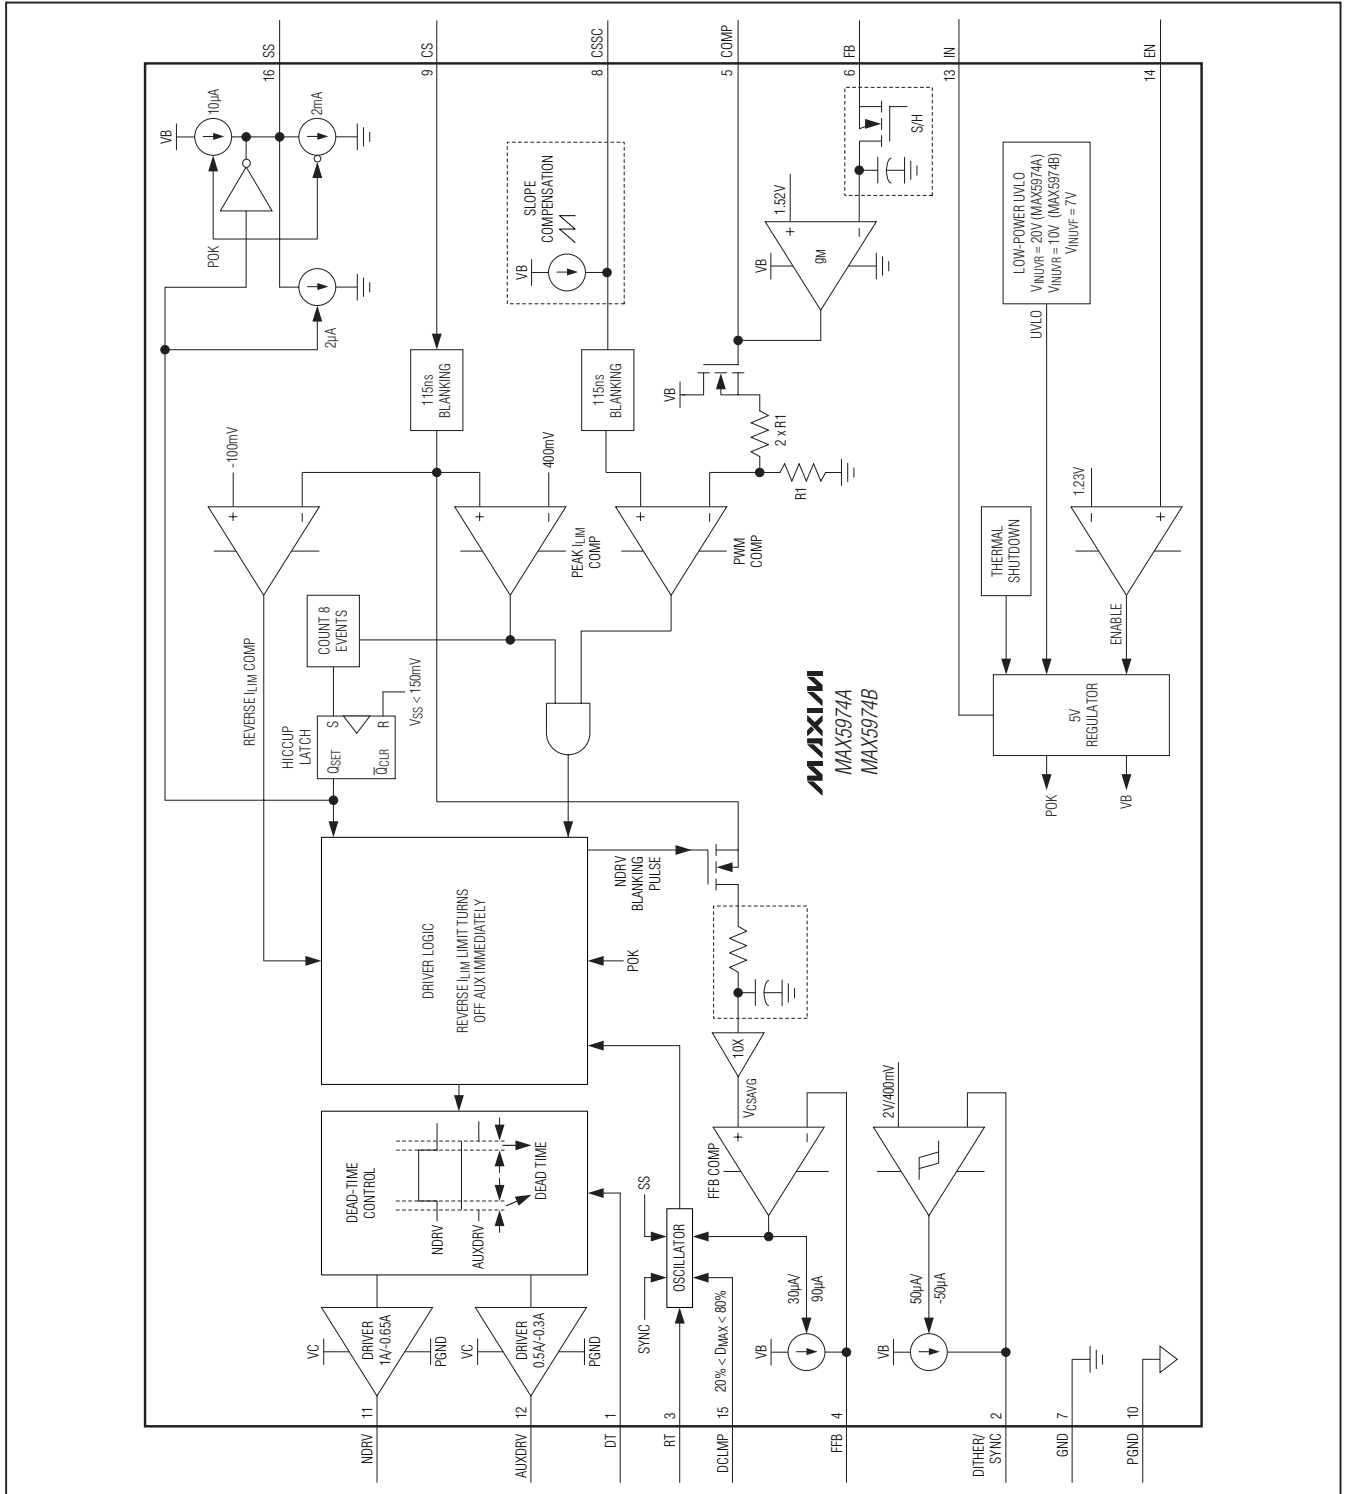 SS
16
CS
9
CSSC
8
COMP
5
FB
6
IN
13
EN
14
VB
10µA
2mA
POK
2µA
SLOPE
COMPENSATION
VB
S/H
1.52V
+
−
VB
gM
LOW-POWER UVLO
VINUVR = 20V (MAX5974A)
VINUVR = 10V (MAX5974B)
VINUVF = 7V
UVLO
115ns
BLANKING
115ns
BLANKING
VB
2 x R1
R1
-100mV
+
−
400mV
+
−
PEAK ILIM
COMP
+
−
PWM
COMP
1.23V
−
+
THERMAL
SHUTDOWN
ENABLE
REVERSE ILIM COMP
COUNT 8
EVENTS
HICCUP
LATCH
S
R
QSET
QCLR
VSS < 150mV
MAXIM
MAX5974A
MAX5974B
5V
REGULATOR
POK
VB
DRIVER LOGIC
REVERSE ILIM LIMIT TURNS
OFF AUX IMMEDIATELY
NDRV
BLANKING
PULSE
POK
10X
VCSAVG
2V/400mV
DEAD-TIME
CONTROL
NDRV
AUXDRV
DEAD TIME
SS
+
−
FFB COMP
OSCILLATOR
SYNC
20% < DMAX < 80%
30µA/
90µA
50µA/
-50µA
VB
VB
VC
DRIVER
1A/-0.65A
PGND
VC
DRIVER
0.5A/-0.3A
PGND
11
NDRV
12
AUXDRV
1
DT
3
RT
15
DCLMP
4
FFB
2
DITHER/
SYNC
7
GND
10
PGND